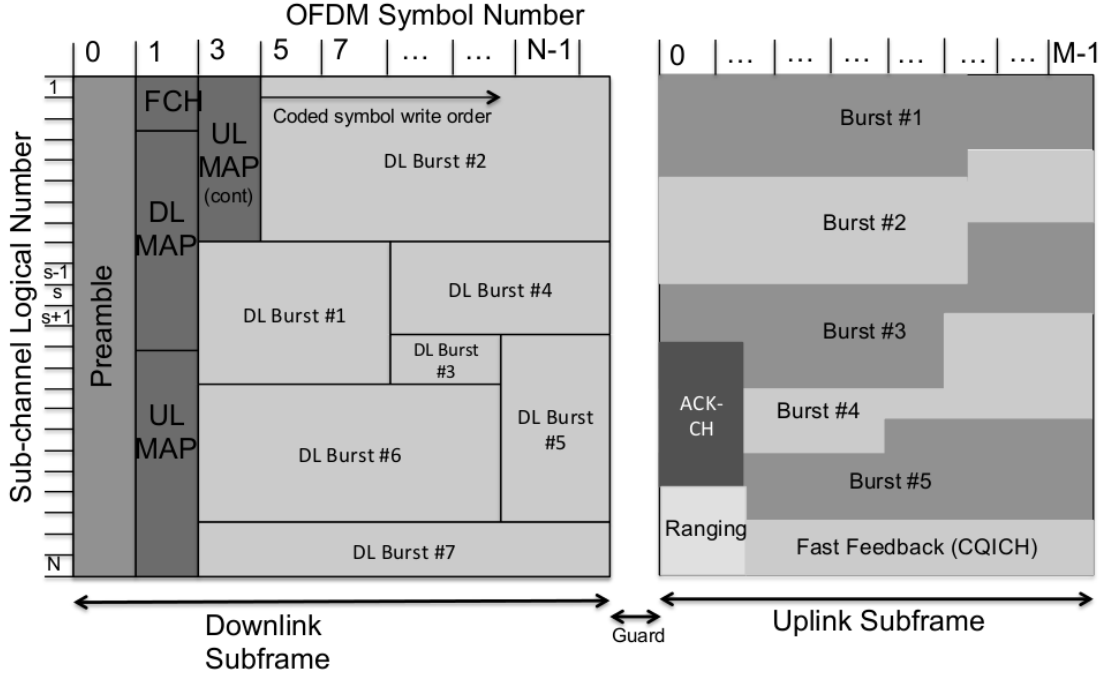 OFDM Symbol Number
0 1 3 5 7 ... ... N-1
0 ... ... ... ... ... ... M-1
Sub-channel Logical Number
1
s-1
s
s+1
N
Preamble
FCH
DL
MAP
UL
MAP
UL
MAP
(cont)
Coded symbol write order
DL Burst #2
DL Burst #1
DL Burst #4
DL Burst
#3
DL Burst
#5
DL Burst #6
DL Burst #7
Burst #1
Burst #2
Burst #3
ACK-
CH
Burst #4
Burst #5
Ranging
Fast Feedback (CQICH)
Downlink
Subframe
Guard
Uplink Subframe